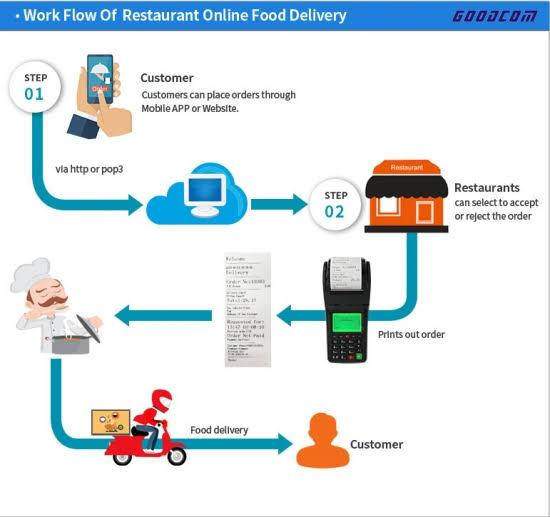 • Work Flow Of Restaurant Online Food Delivery
GOODCOM
STEP
01
Order
Customer
Customers can place orders through
Mobile APP or Website.
via http or pop3
STEP
02
Restaurant
Restaurants
can select to accept
or reject the order
Welcome
Delivery
Prints out order
Food delivery
Customer